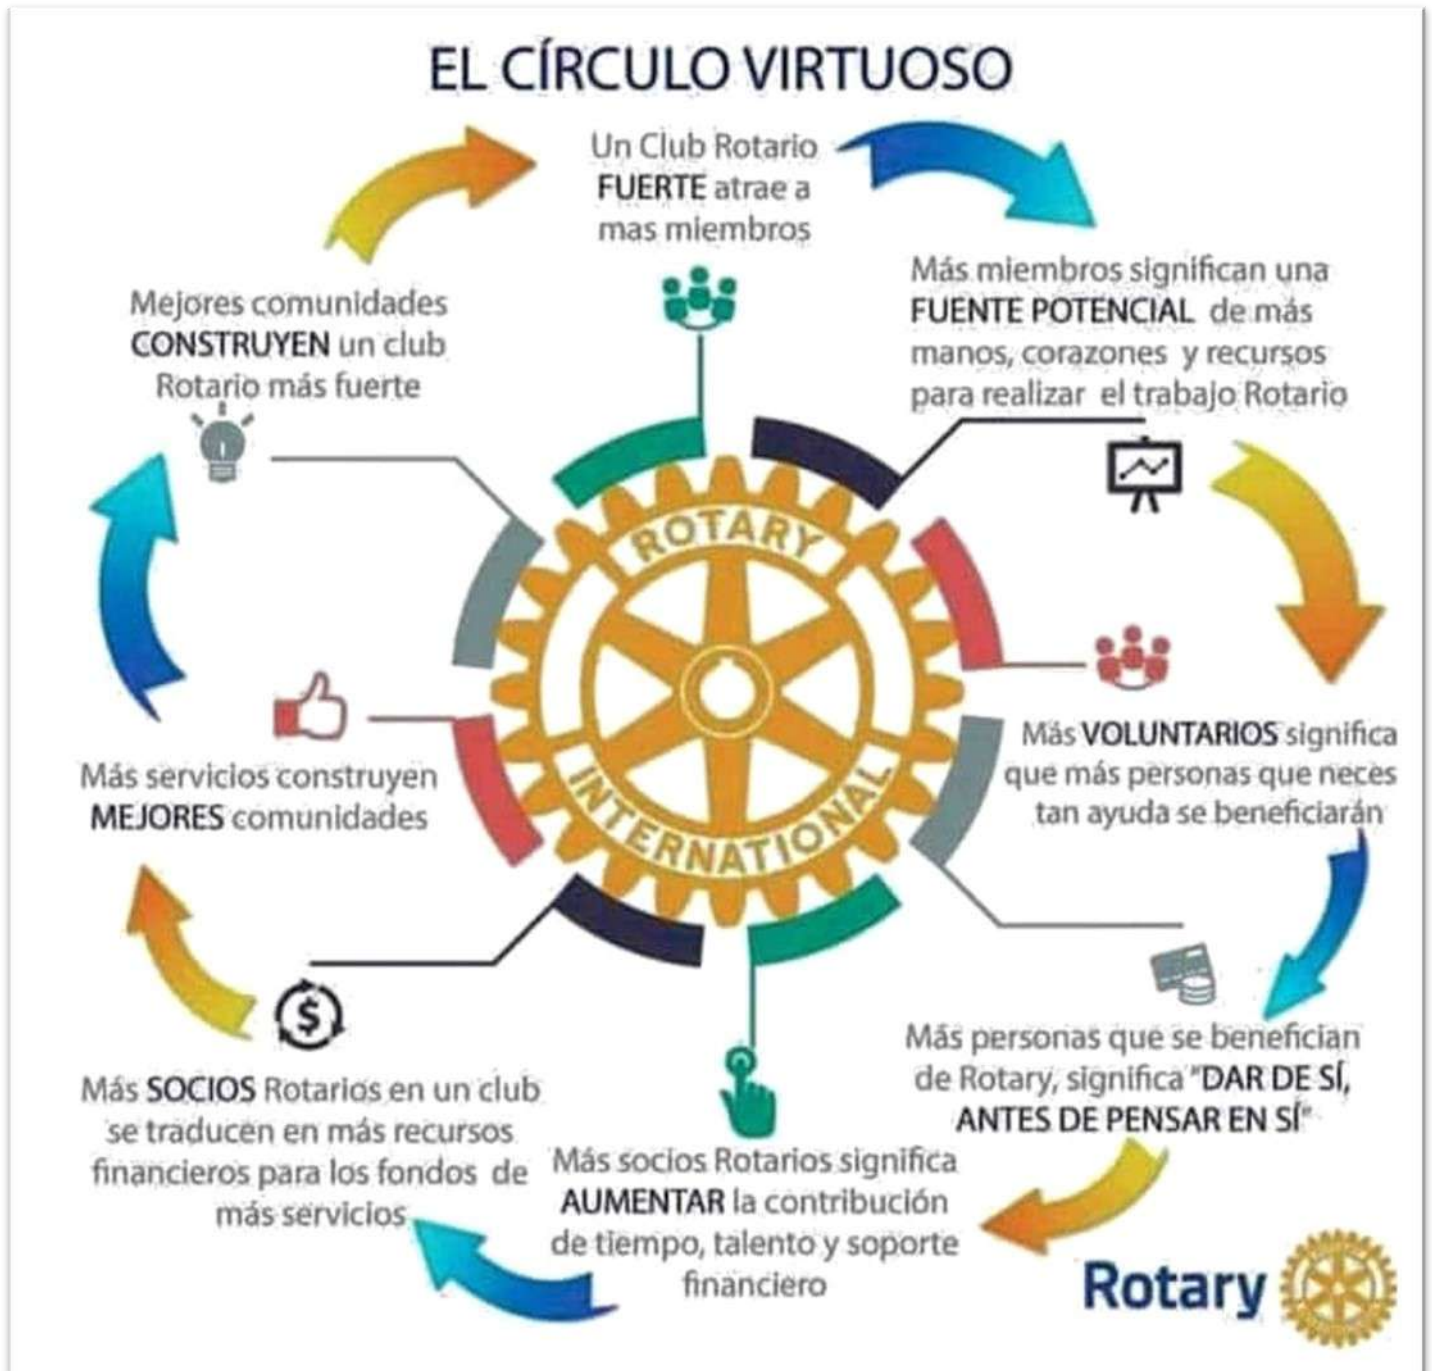 EL CÍRCULO VIRTUOSO
Un Club Rotario
FUERTE atrae a
mas miembros
Más miembros significan una
FUENTE POTENCIAL de más
manos, corazones y recursos
para realizar el trabajo Rotario
Más VOLUNTARIOS significa
que más personas que neces
tan ayuda se beneficiarán
Más personas que se benefician
de Rotary, significa "DAR DE SÍ,
ANTES DE PENSAR EN SÍ"
Más socios Rotarios significa
AUMENTAR la contribución
de tiempo, talento y soporte
financiero
Más SOCIOS Rotarios en un club
se traducen en más recursos
financieros para los fondos de
más servicios
Más servicios construyen
MEJORES comunidades
Mejores comunidades
CONSTRUYEN un club
Rotario más fuerte
ROTARY
INTERNATIONAL
$
Rotary